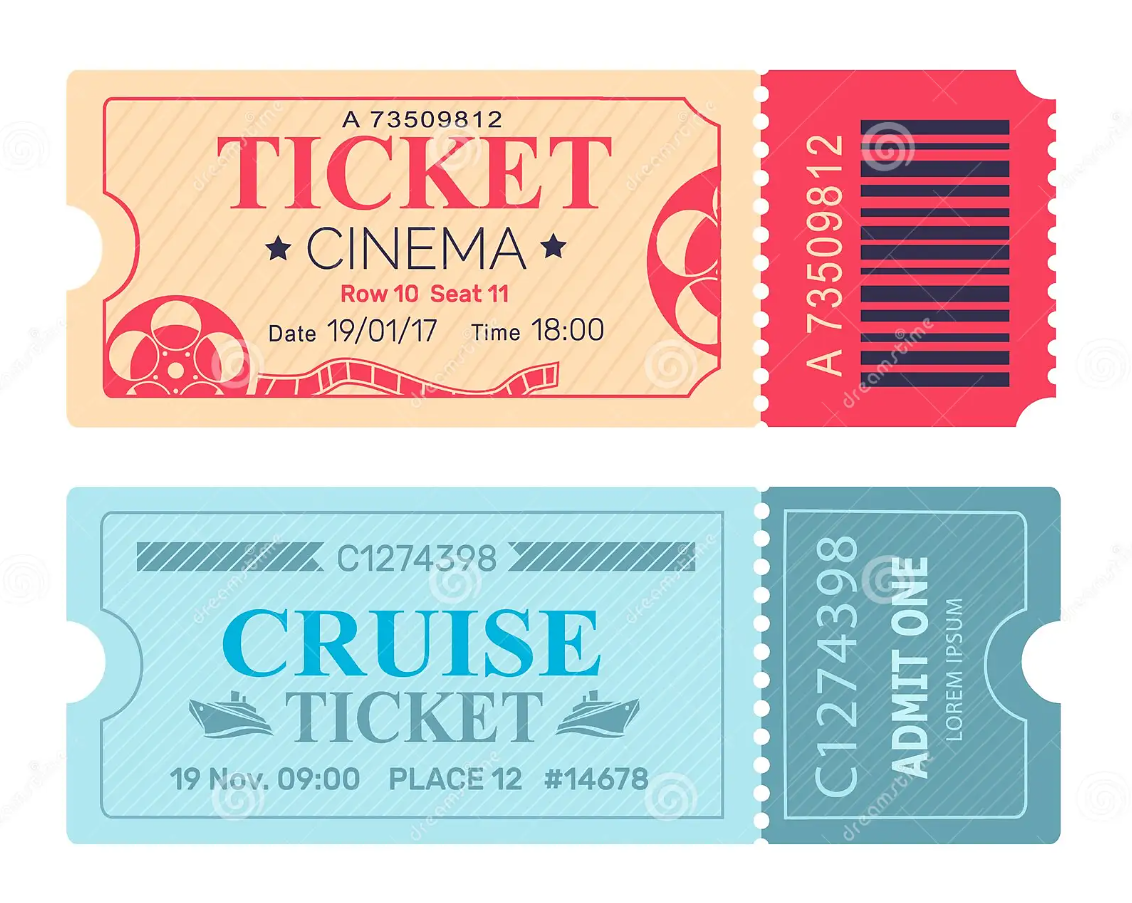 A 73509812
TICKET
CINEMA
Row 10 Seat 11
Date 19/01/17 Time 18:00
A 73509812
C1274398
CRUISE
TICKET
19 Nov. 09:00 PLACE 12 #14678
C1274398
ADMIT ONE
LOREM IPSUM
dreamstime